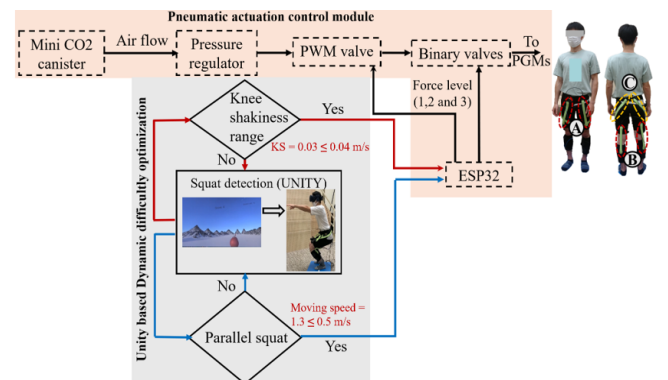 Pneumatic actuation control module
Mini CO2
canister
Air flow
Pressure
regulator
PWM valve
Binary valves
To
PGMs
Force level
(1,2 and 3)
ESP32
Unity based Dynamic difficultly optimization
Knee
shakiness
range
Yes
KS = 0.03 ≤ 0.04 m/s
No
Squat detection (UNITY)
No
Moving speed =
1.3 ≤ 0.5 m/s
Parallel squat
Yes
A
B
C